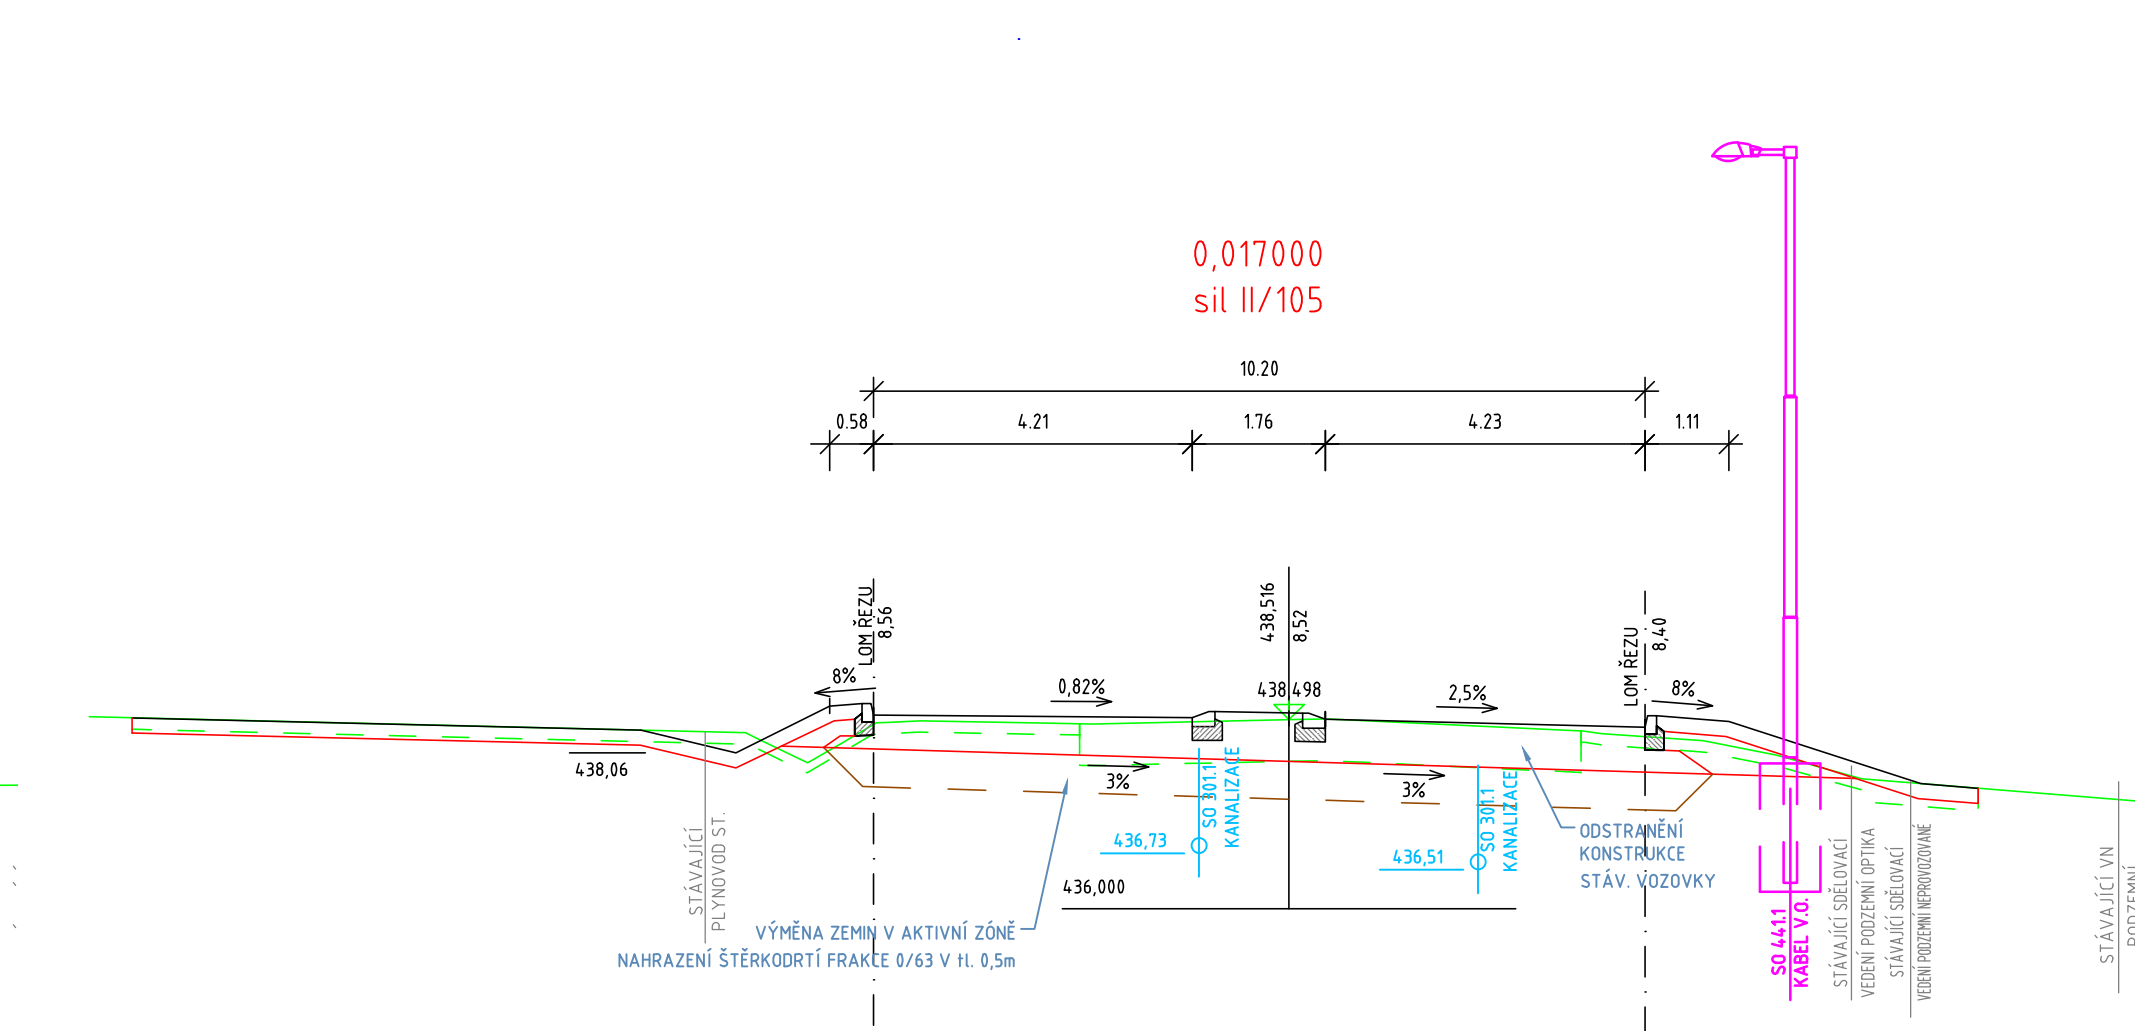 0,017000
sil II/105
10.20
0.58
4.21
1.76
4.23
1.11
LOM ŘEZU
8,56
438,516
8,52
LOM ŘEZU
8,40
8%
0,82%
438,498
2,5%
8%
438,06
3%
3%
SO 301.1
KANALIZACE
SO 301.1
KANALIZACE
436,73
436,51
436,000
ODSTRANĚNÍ
KONSTRUKCE
STÁV. VOZOVKY
VÝMĚNA ZEMIN V AKTIVNÍ ZÓNĚ
NAHRAZENÍ ŠTĚRKODRTÍ FRAKCE 0/63 V tl. 0,5m
STÁVAJÍCÍ
PLYNOVOD ST.
SO 441.1
KABEL V.O.
STÁVAJÍCÍ SDĚLOVACÍ
VEDENÍ PODZEMNÍ OPTIKA
STÁVAJÍCÍ SDĚLOVACÍ
VEDENÍ PODZEMNÍ NEPROVOZOVANÉ
STÁVAJÍCÍ VN